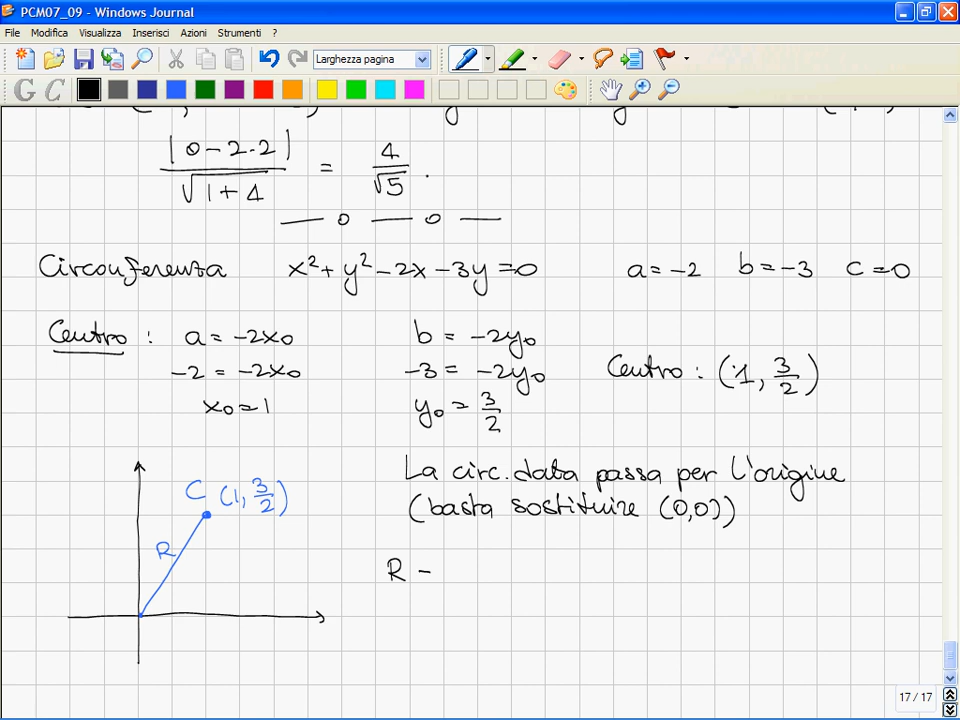 PCM07_09 - Windows Journal
File Modifica Visualizza Inserisci Azioni Strumenti ?
Larghezza pagina
|0-2·2| / √1+4 = 4/√5 .
Circonferenza x²+y²-2x-3y=0 a=-2 b=-3 c=0
Centro : a = -2x₀ b = -2y₀
-2 = -2x₀ -3 = -2y₀ Centro : (1, 3/2)
x₀=1 y₀ = 3/2
La circ. data passa per l'origine
C (1, 3/2)
(basta sostituire (0,0))
R
R -
17 / 17